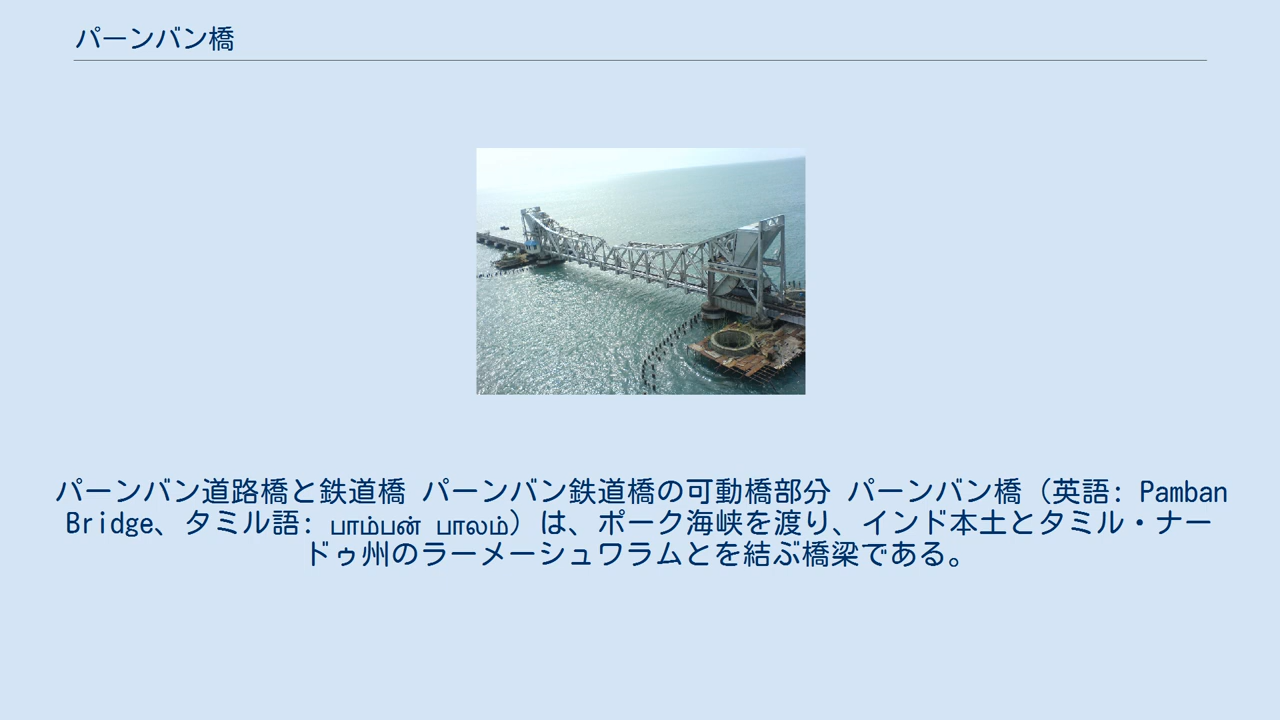 パーンバン橋
パーンバン道路橋と鉄道橋 パーンバン鉄道橋の可動橋部分 パーンバン橋（英語: Pamban
Bridge、タミル語: பாம்பன் பாலம்）は、ポーク海峡を渡り、インド本土とタミル・ナー
ドゥ州のラーメーシュワラムとを結ぶ橋梁である。